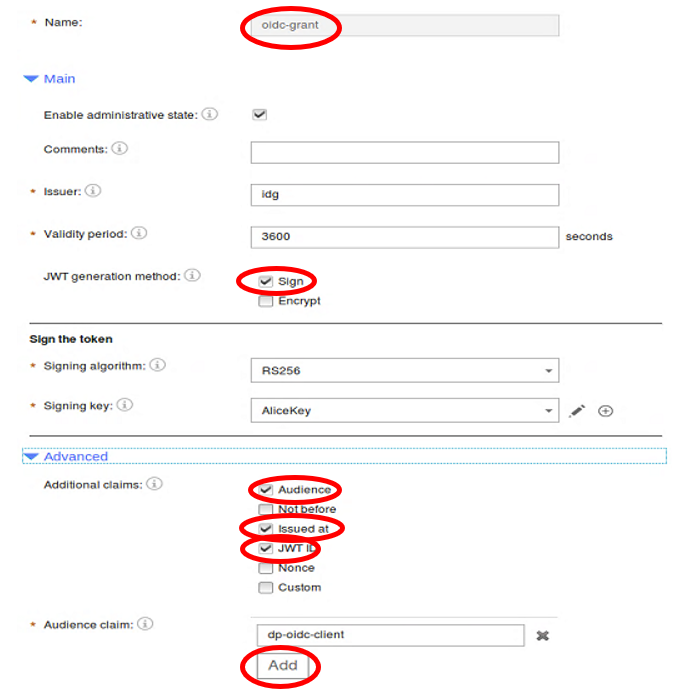 * Name: oidc-grant
Main
Enable administrative state:
Comments:
* Issuer: idg
* Validity period: 3600 seconds
JWT generation method: Sign
Encrypt
Sign the token
* Signing algorithm: RS256
* Signing key: AliceKey
Advanced
Additional claims: Audience
Not before
Issued at
JWT ID
Nonce
Custom
* Audience claim: dp-oidc-client
Add